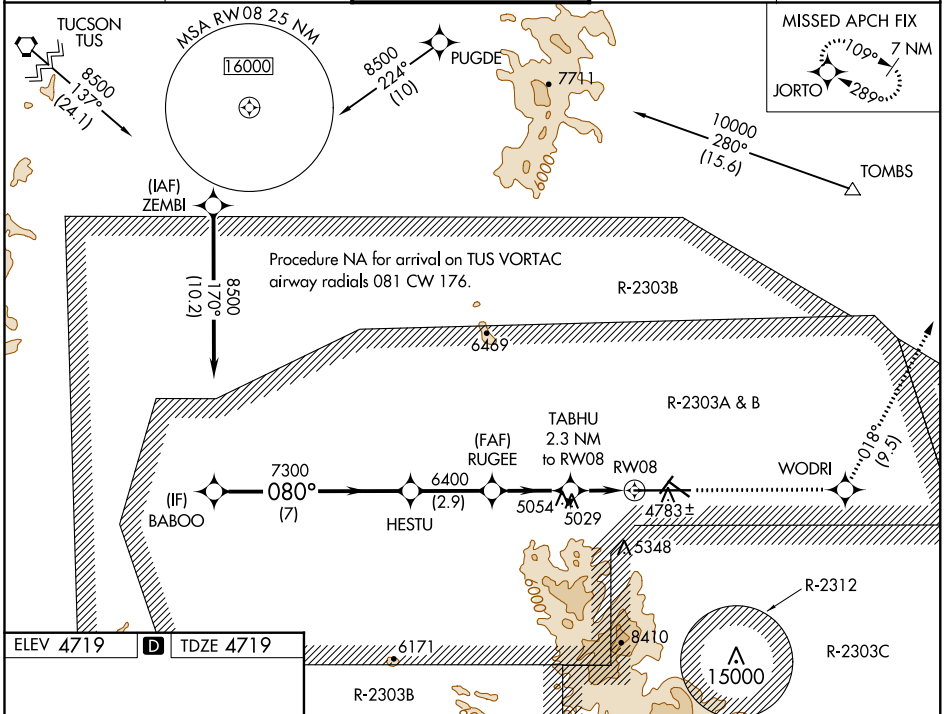 TUCSON
TUS
8500
137°
(24.1)
MSA RW08 25 NM
16000
8500
224°
(10)
PUGDE
7711
6000
MISSED APCH FIX
109°
7 NM
JORTO
289°
10000
280°
(15.6)
TOMBS
(IAF)
ZEMBI
8500
170°
(10.2)
Procedure NA for arrival on TUS VORTAC
airway radials 081 CW 176.
R-2303B
6469
R-2303A & B
018°
(9.5)
TABHU
2.3 NM
to RW08
(FAF)
RUGEE
RW08
WODRI
7300
080°
(7)
6400
(2.9)
(IF)
BABOO
HESTU
5054
5029
4783±
5348
6000
R-2312
8410
15000
R-2303C
6171
R-2303B
ELEV 4719
D
TDZE 4719